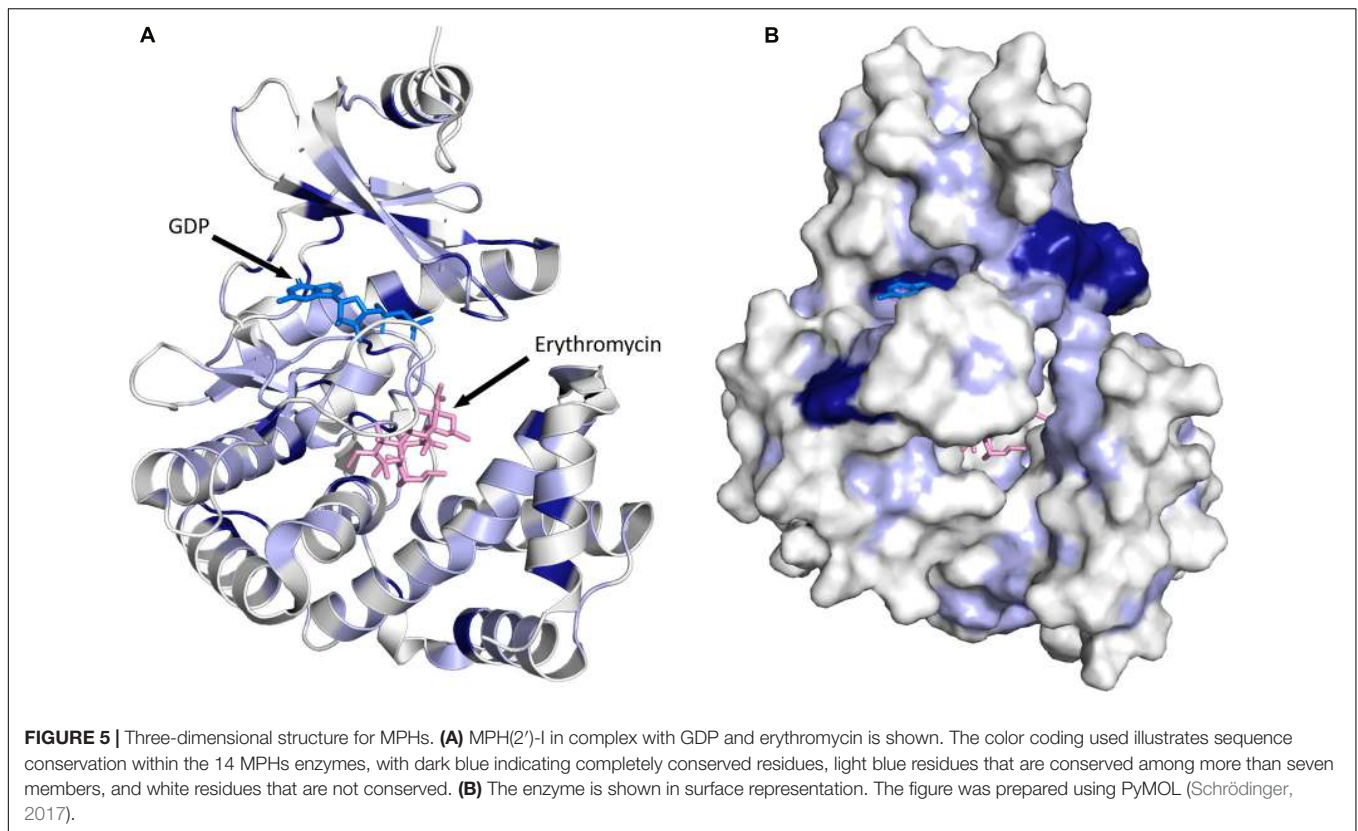 A
B
GDP
Erythromycin
FIGURE 5 | Three-dimensional structure for MPHs. (A) MPH(2′)-I in complex with GDP and erythromycin is shown. The color coding used illustrates sequence
conservation within the 14 MPHs enzymes, with dark blue indicating completely conserved residues, light blue residues that are conserved among more than seven
members, and white residues that are not conserved. (B) The enzyme is shown in surface representation. The figure was prepared using PyMOL (Schrödinger,
2017).